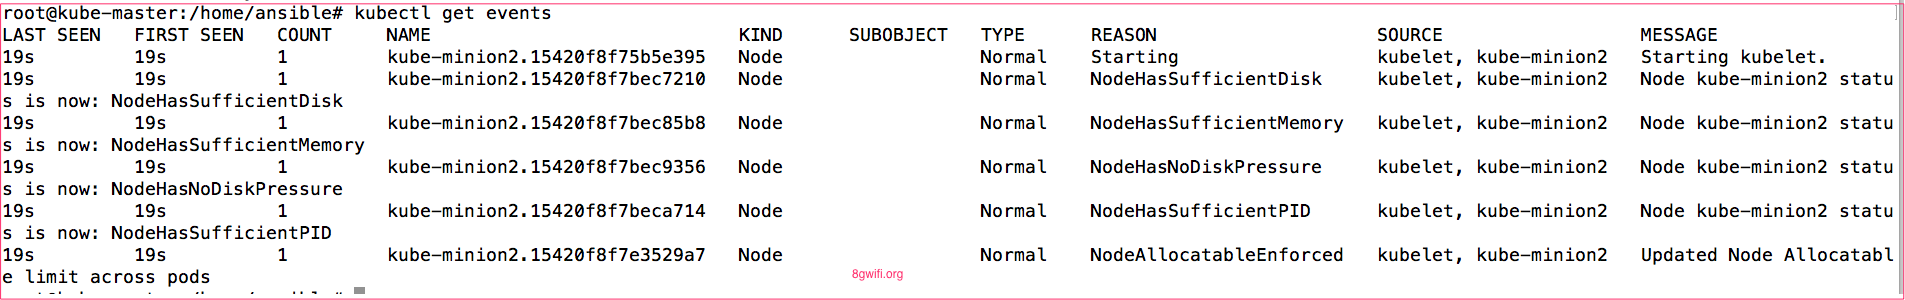 root@kube-master:/home/ansible# kubectl get events
LAST SEEN FIRST SEEN COUNT NAME KIND SUBOBJECT TYPE REASON SOURCE MESSAGE
19s 19s 1 kube-minion2.15420f8f75b5e395 Node Normal Starting kubelet, kube-minion2 Starting kubelet.
19s 19s 1 kube-minion2.15420f8f7bec7210 Node Normal NodeHasSufficientDisk kubelet, kube-minion2 Node kube-minion2 statu
s is now: NodeHasSufficientDisk
19s 19s 1 kube-minion2.15420f8f7bec85b8 Node Normal NodeHasSufficientMemory kubelet, kube-minion2 Node kube-minion2 statu
s is now: NodeHasSufficientMemory
19s 19s 1 kube-minion2.15420f8f7bec9356 Node Normal NodeHasNoDiskPressure kubelet, kube-minion2 Node kube-minion2 statu
s is now: NodeHasNoDiskPressure
19s 19s 1 kube-minion2.15420f8f7beca714 Node Normal NodeHasSufficientPID kubelet, kube-minion2 Node kube-minion2 statu
s is now: NodeHasSufficientPID
19s 19s 1 kube-minion2.15420f8f7e3529a7 Node Normal NodeAllocatableEnforced kubelet, kube-minion2 Updated Node Allocatabl
e limit across pods
8gwifi.org